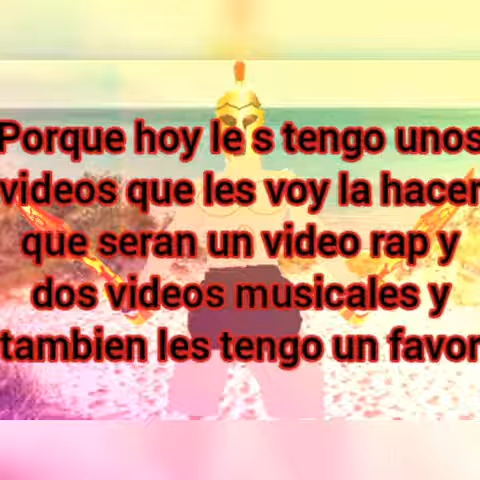 Porque hoy le s tengo unos
videos que les voy la hacer
que seran un video rap y
dos videos musicales y
tambien les tengo un favor